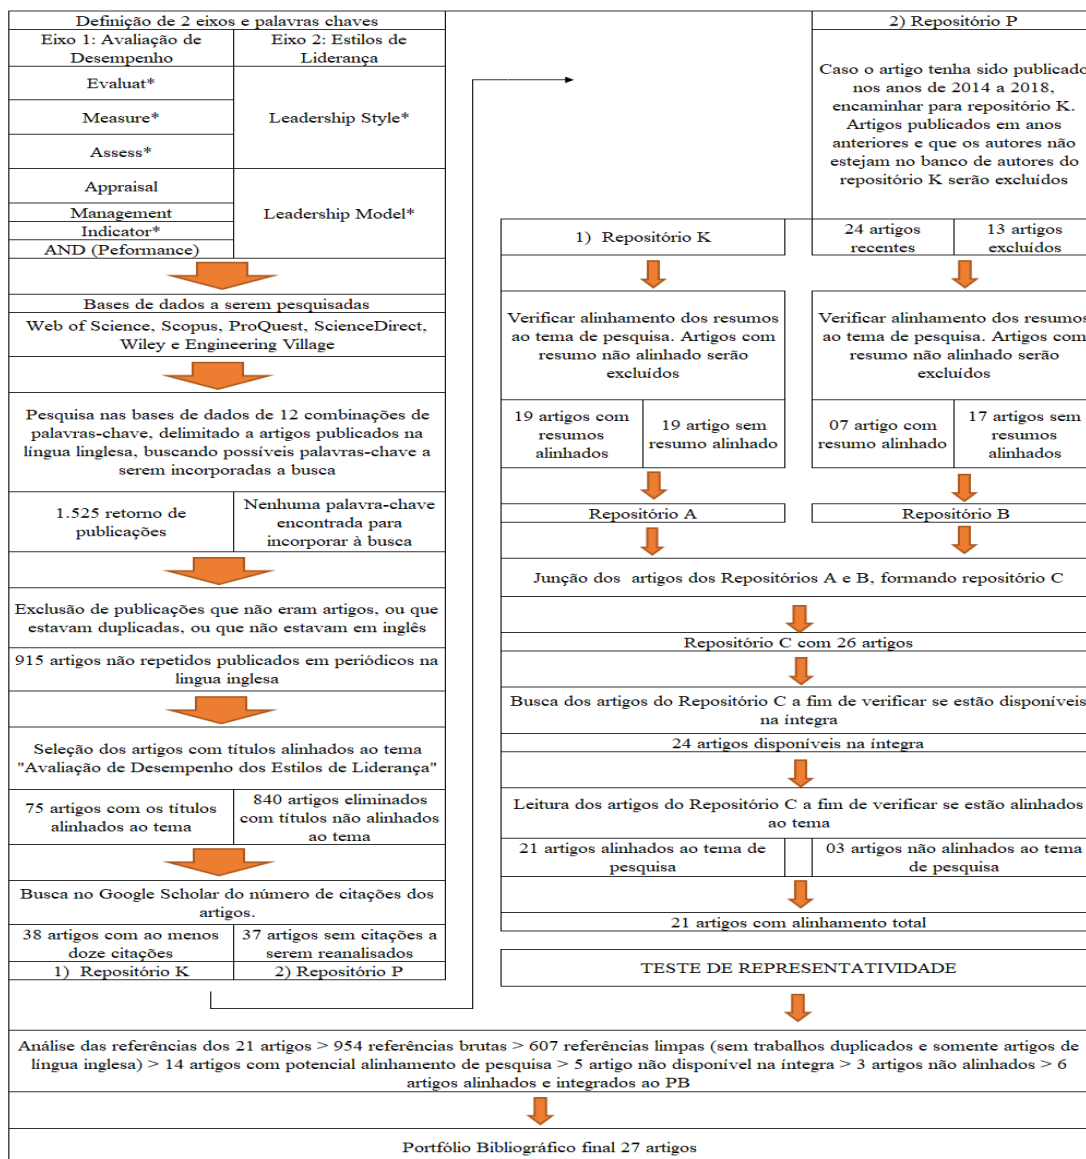 Definição de 2 eixos e palavras chaves
Eixo 1: Avaliação de
Desempenho
Eixo 2: Estilos de
Liderança
Evaluat*
Measure*
Assess*
Leadership Style*
Appraisal
Management
Indicator*
AND (Peformance)
Leadership Model*
Bases de dados a serem pesquisadas
Web of Science, Scopus, ProQuest, ScienceDirect,
Wiley e Engineering Village
Pesquisa nas bases de dados de 12 combinações de
palavras-chave, delimitado a artigos publicados na
língua linglesa, buscando possíveis palavras-chave a
serem incorporadas a busca
1.525 retorno de
publicações
Nenhuma palavra-chave
encontrada para
incorporar à busca
Exclusão de publicações que não eram artigos, ou que
estavam duplicadas, ou que não estavam em inglês
915 artigos não repetidos publicados em periódicos na
lingua inglesa
Seleção dos artigos com títulos alinhados ao tema
"Avaliação de Desempenho dos Estilos de Liderança"
75 artigos com os títulos
alinhados ao tema
840 artigos eliminados
com títulos não alinhados
ao tema
Busca no Google Scholar do número de citações dos
artigos.
38 artigos com ao menos
doze citações
37 artigos sem citações a
serem reanalisados
1) Repositório K
2) Repositório P
2) Repositório P
Caso o artigo tenha sido publicado
nos anos de 2014 a 2018,
encaminhar para repositório K.
Artigos publicados em anos
anteriores e que os autores não
estejam no banco de autores do
repositório K serão excluídos
1) Repositório K
24 artigos
recentes
13 artigos
excluídos
Verificar alinhamento dos resumos
ao tema de pesquisa. Artigos com
resumo não alinhado serão
excluídos
Verificar alinhamento dos resumos
ao tema de pesquisa. Artigos com
resumo não alinhado serão
excluídos
19 artigos com
resumos
alinhados
19 artigo sem
resumo alinhado
07 artigo com
resumo alinhado
17 artigos sem
resumos
alinhados
Repositório A
Repositório B
Junção dos artigos dos Repositórios A e B, formando repositório C
Repositório C com 26 artigos
Busca dos artigos do Repositório C a fim de verificar se estão disponíveis
na íntegra
24 artigos disponíveis na íntegra
Leitura dos artigos do Repositório C a fim de verificar se estão alinhados
ao tema
21 artigos alinhados ao tema de
pesquisa
03 artigos não alinhados ao tema
de pesquisa
21 artigos com alinhamento total
TESTE DE REPRESENTATIVIDADE
Análise das referências dos 21 artigos > 954 referências brutas > 607 referências limpas (sem trabalhos duplicados e somente artigos de
língua inglesa) > 14 artigos com potencial alinhamento de pesquisa > 5 artigo não disponível na íntegra > 3 artigos não alinhados > 6
artigos alinhados e integrados ao PB
Portfólio Bibliográfico final 27 artigos